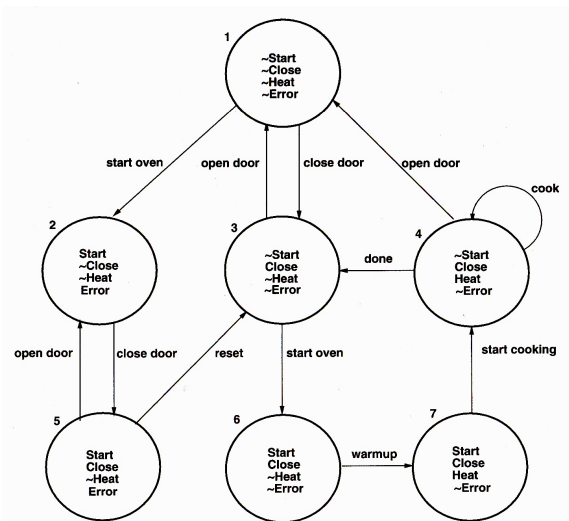 1
~Start
~Close
~Heat
~Error
start oven
open door
close door
open door
cook
2
Start
~Close
~Heat
Error
3
~Start
Close
~Heat
~Error
done
4
~Start
Close
Heat
~Error
open door
close door
reset
start oven
start cooking
5
Start
Close
~Heat
Error
6
Start
Close
~Heat
~Error
warmup
7
Start
Close
Heat
~Error